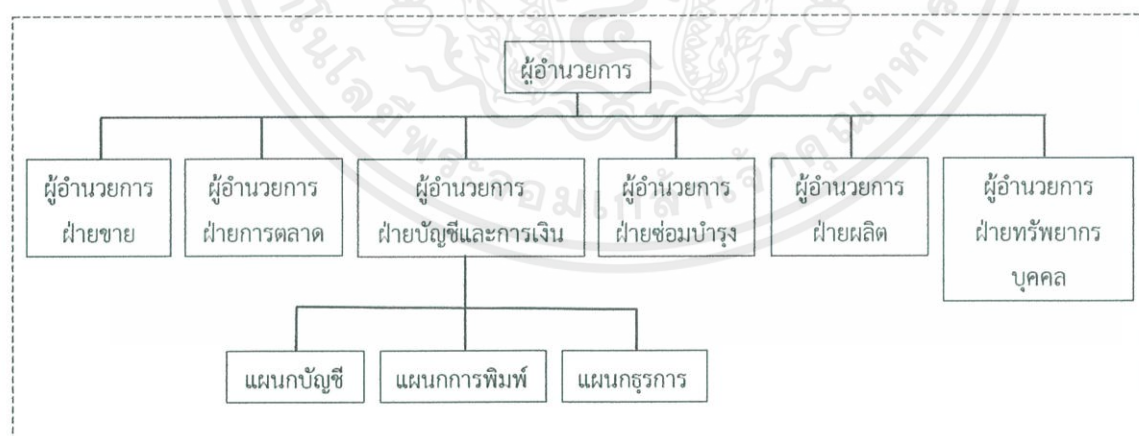 ผู้อำนวยการ
ผู้อำนวยการ
ฝ่ายขาย
ผู้อำนวยการ
ฝ่ายการตลาด
ผู้อำนวยการ
ฝ่ายบัญชีและการเงิน
ผู้อำนวยการ
ฝ่ายซ่อมบำรุง
ผู้อำนวยการ
ฝ่ายผลิต
ผู้อำนวยการ
ฝ่ายทรัพยากร
บุคคล
แผนกบัญชี
แผนกการพิมพ์
แผนกธุรการ